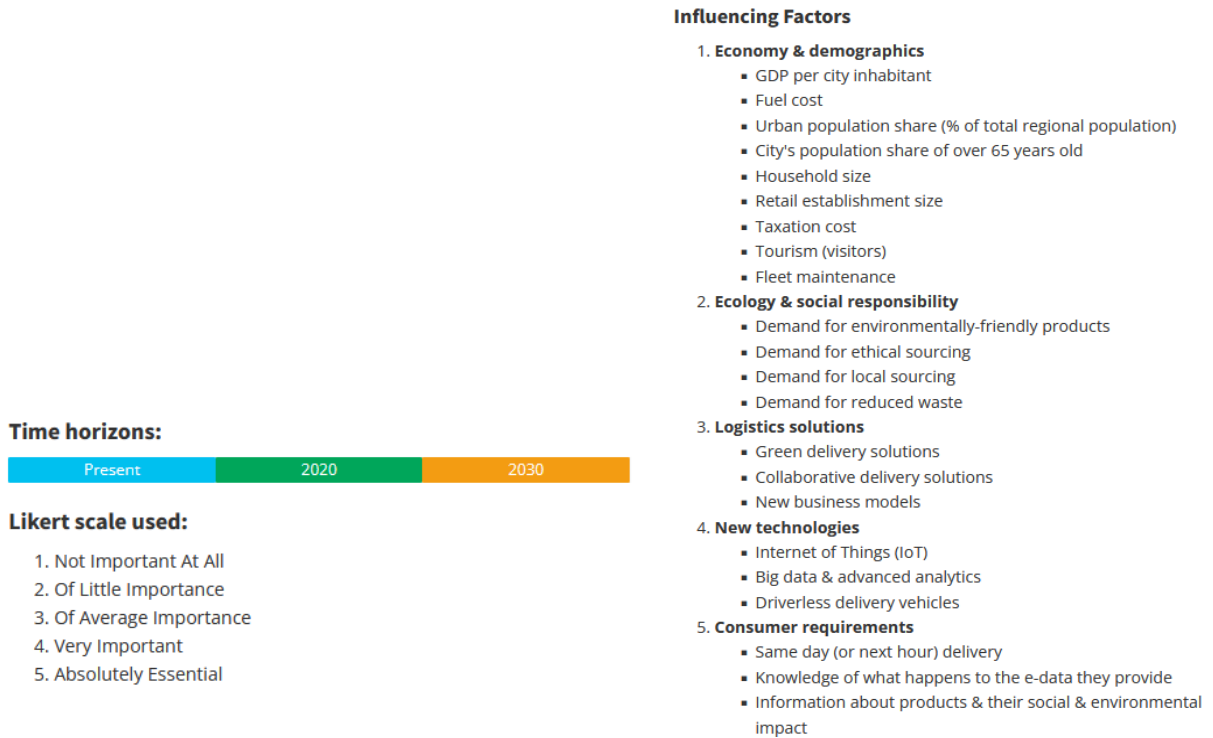 Time horizons:
Present 2020 2030
Likert scale used:
1. Not Important At All
2. Of Little Importance
3. Of Average Importance
4. Very Important
5. Absolutely Essential
Influencing Factors
1. Economy & demographics
▪ GDP per city inhabitant
▪ Fuel cost
▪ Urban population share (% of total regional population)
▪ City's population share of over 65 years old
▪ Household size
▪ Retail establishment size
▪ Taxation cost
▪ Tourism (visitors)
▪ Fleet maintenance
2. Ecology & social responsibility
▪ Demand for environmentally-friendly products
▪ Demand for ethical sourcing
▪ Demand for local sourcing
▪ Demand for reduced waste
3. Logistics solutions
▪ Green delivery solutions
▪ Collaborative delivery solutions
▪ New business models
4. New technologies
▪ Internet of Things (IoT)
▪ Big data & advanced analytics
▪ Driverless delivery vehicles
5. Consumer requirements
▪ Same day (or next hour) delivery
▪ Knowledge of what happens to the e-data they provide
▪ Information about products & their social & environmental
impact